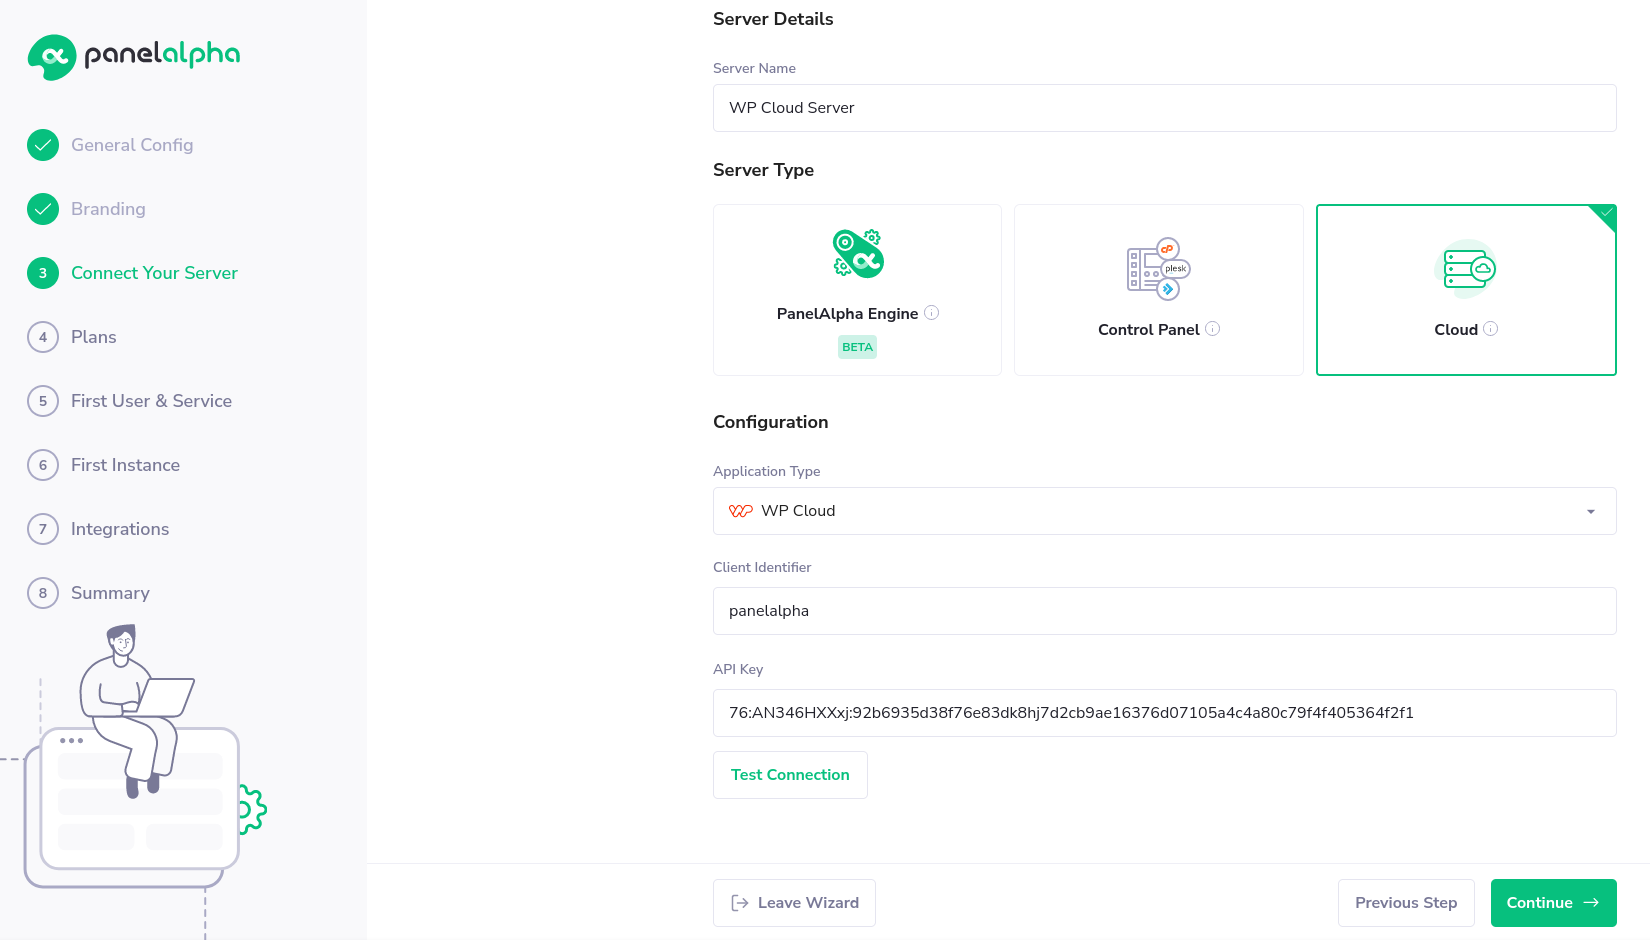 panelalpha
General Config
Branding
3 Connect Your Server
4 Plans
5 First User & Service
6 First Instance
7 Integrations
8 Summary
Server Details
Server Name
WP Cloud Server
Server Type
PanelAlpha Engine
BETA
cP
plesk
Control Panel
Cloud
Configuration
Application Type
WP Cloud
Client Identifier
panelalpha
API Key
76:AN346HXXxj:92b6935d38f76e83dk8hj7d2cb9ae16376d07105a4c4a80c79f4f405364f2f1
Test Connection
Leave Wizard
Previous Step
Continue